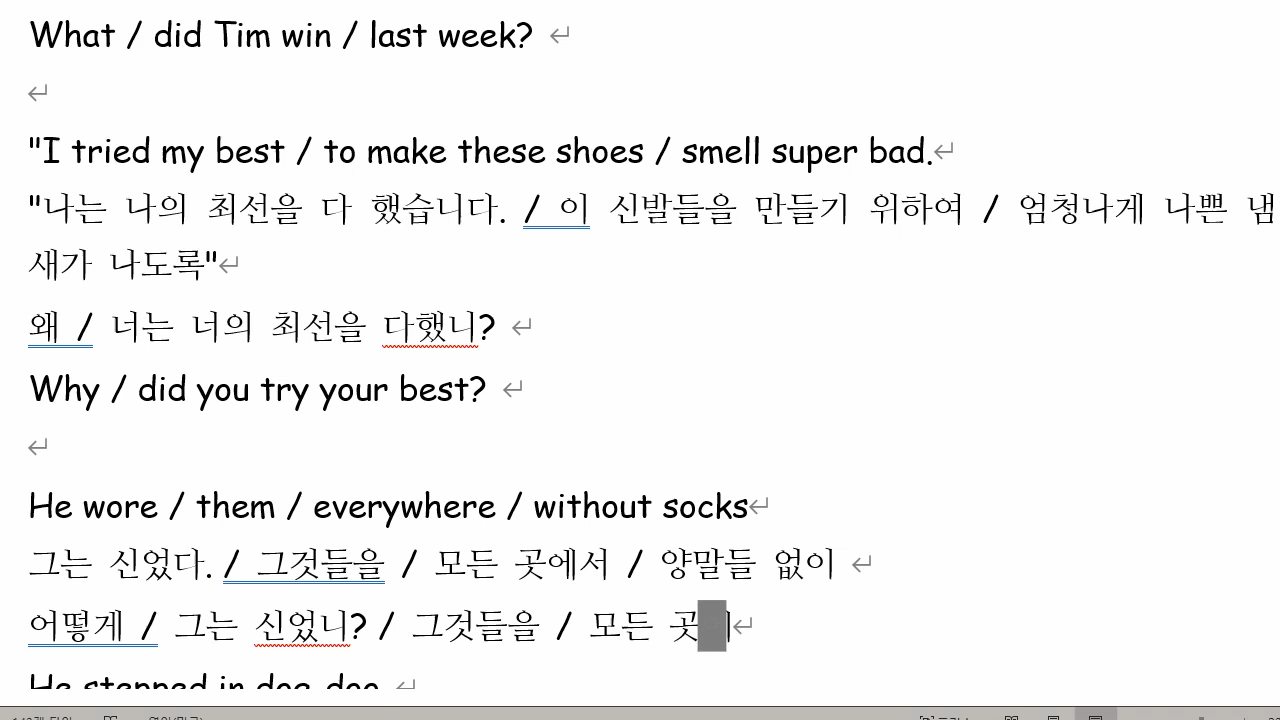 What / did Tim win / last week?
"I tried my best / to make these shoes / smell super bad.
"나는 나의 최선을 다 했습니다. / 이 신발들을 만들기 위하여 / 엄청나게 나쁜 냄
새가 나도록"
왜 / 너는 너의 최선을 다했니?
Why / did you try your best?
He wore / them / everywhere / without socks
그는 신었다. / 그것들을 / 모든 곳에서 / 양말들 없이
어떻게 / 그는 신었니? / 그것들을 / 모든 곳
He stepped in dog doo